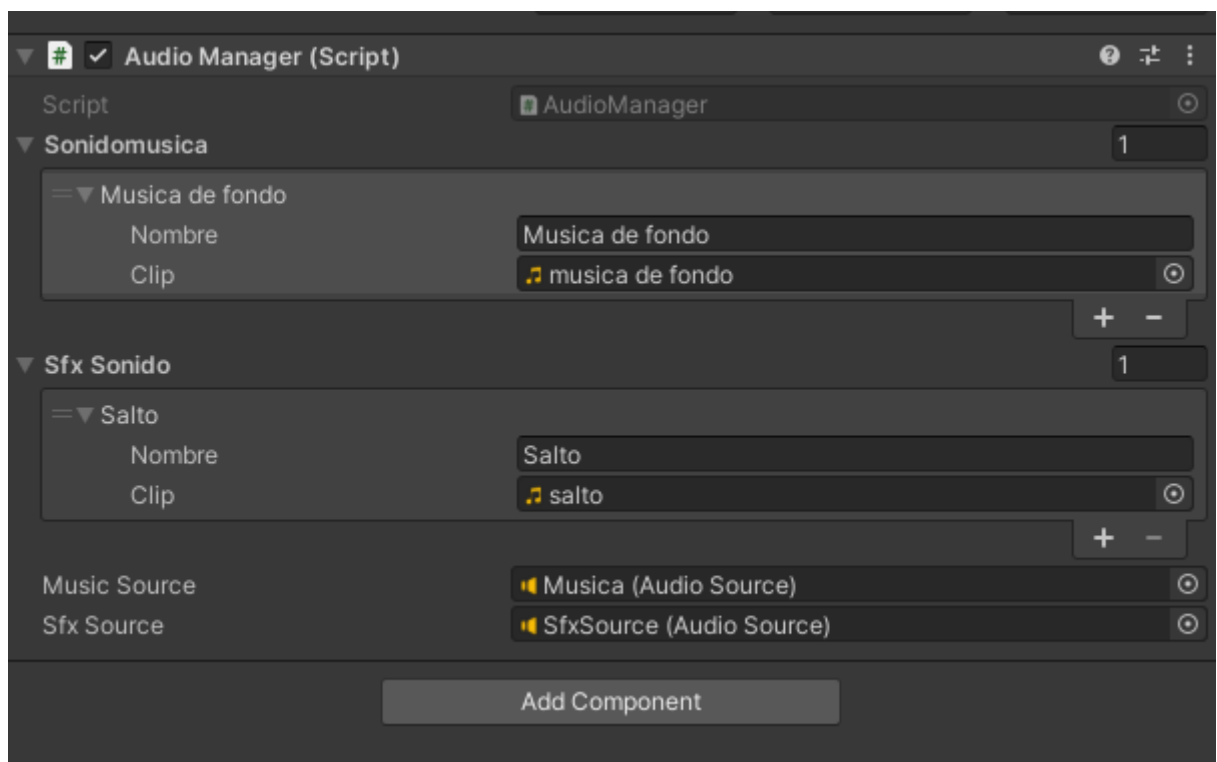 # Audio Manager (Script)
Script AudioManager
Sonidomusica 1
Musica de fondo
Nombre Musica de fondo
Clip musica de fondo
+ -
Sfx Sonido 1
Salto
Nombre Salto
Clip salto
+ -
Music Source Musica (Audio Source)
Sfx Source SfxSource (Audio Source)
Add Component